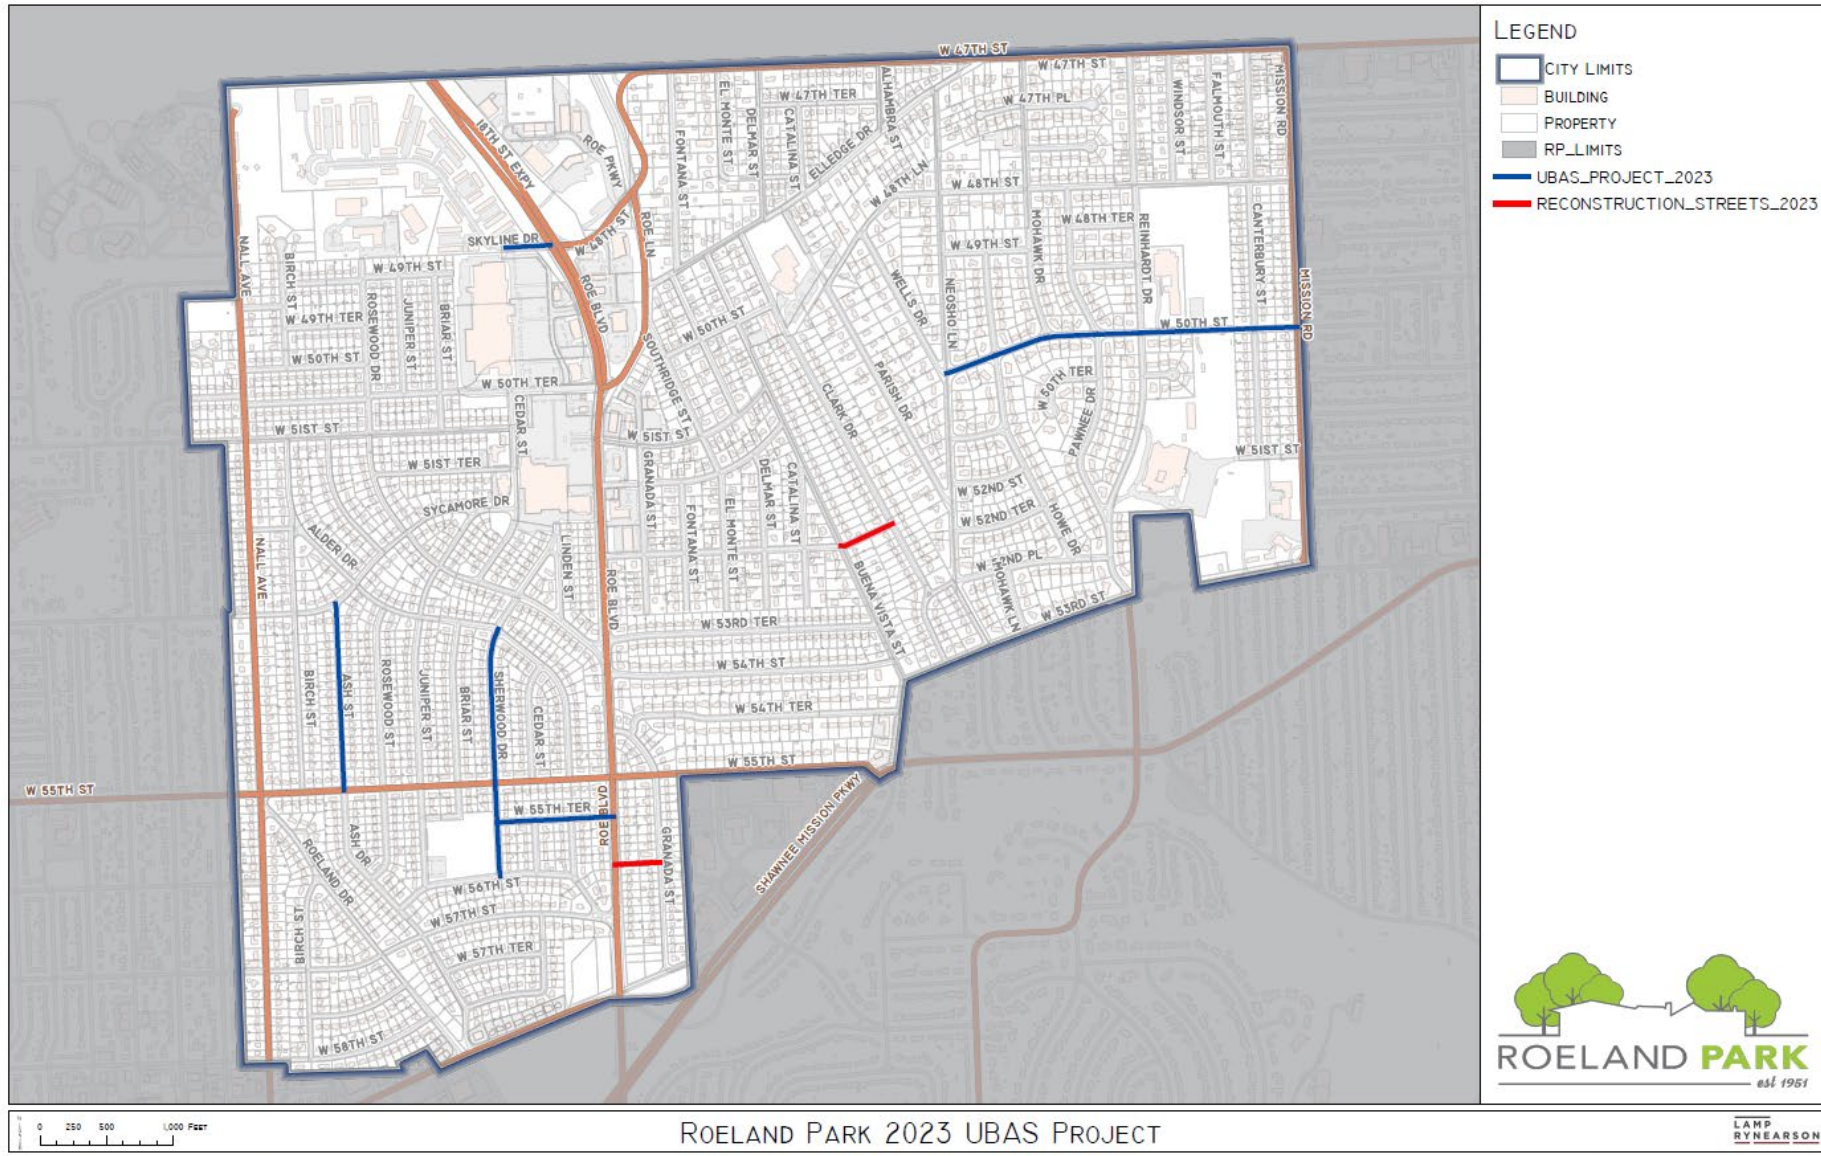 LEGEND
CITY LIMITS
BUILDING
PROPERTY
RP_LIMITS
UBAS_PROJECT_2023
RECONSTRUCTION_STREETS_2023
W 47TH ST
W 47TH ST
W 47TH TER
W 47TH PL
ALHAMBRA ST
EL MONTE ST
DELMAR ST
CATALINA ST
FONTANA ST
WINDSOR ST
FALMOUTH ST
MISSION RD
18TH ST EXPY
ROE PKWY
ELLEDGE DR
W 48TH LN
W 48TH ST
W 48TH TER
MOHAWK DR
REINHARDT DR
CANTERBURY ST
W 48TH ST
ROE LN
SKYLINE DR
NALL AVE
BIRCH ST
W 49TH ST
W 49TH ST
W 49TH TER
ROSEWOOD DR
JUNIPER ST
BRIAR ST
ROE BLVD
WELLS DR
NEOSHO LN
MISSION RD
W 50TH ST
W 50TH ST
W 50TH ST
SOUTHRIDGE ST
W 50TH TER
W 50TH TER
CEDAR ST
CLARK DR
PARISH DR
PAWNEE DR
W 51ST ST
W 51ST ST
W 51ST ST
W 51ST TER
GRANADA ST
DELMAR ST
CATALINA ST
SYCAMORE DR
W 52ND ST
W 52ND TER
HOWE DR
FONTANA ST
EL MONTE ST
ALDER DR
NALL AVE
LINDEN ST
ROE BLVD
W 52ND PL
MOHAWK LN
BUENA VISTA ST
W 53RD ST
W 53RD TER
W 54TH ST
BIRCH ST
ASH ST
ROSEWOOD ST
JUNIPER ST
BRIAR ST
SHERWOOD DR
CEDAR ST
W 54TH TER
W 55TH ST
W 55TH ST
W 55TH TER
ROE BLVD
SHAWNEE MISSION PKWY
ASH DR
ROELAND DR
GRANADA ST
W 56TH ST
W 57TH ST
BIRCH ST
W 57TH TER
W 58TH ST
ROELAND PARK
est 1951
0 250 500 1,000 FEET
ROELAND PARK 2023 UBAS PROJECT
LAMP
RYNEARSON